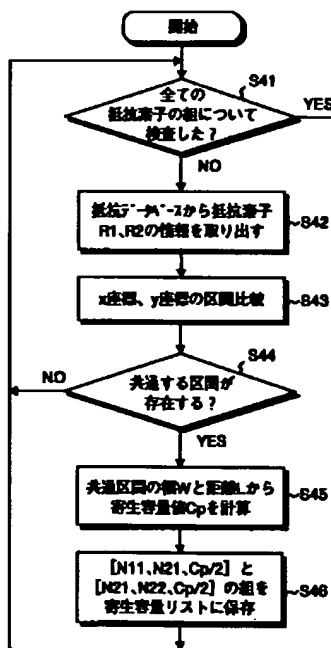 開始
S41
全ての
抵抗素子の組について
検査した?
YES
NO
抵抗データベースから抵抗素子
R1、R2の情報を取り出す
S42
x座標、y座標の区間比較
S43
S44
NO
共通する区間が
存在する?
YES
共通区間の幅Wと距離Lから
寄生容量値Cpを計算
S45
[N11、N21、Cp/2] と
[N21、N22、Cp/2] の組を
寄生容量リストに保存
S46